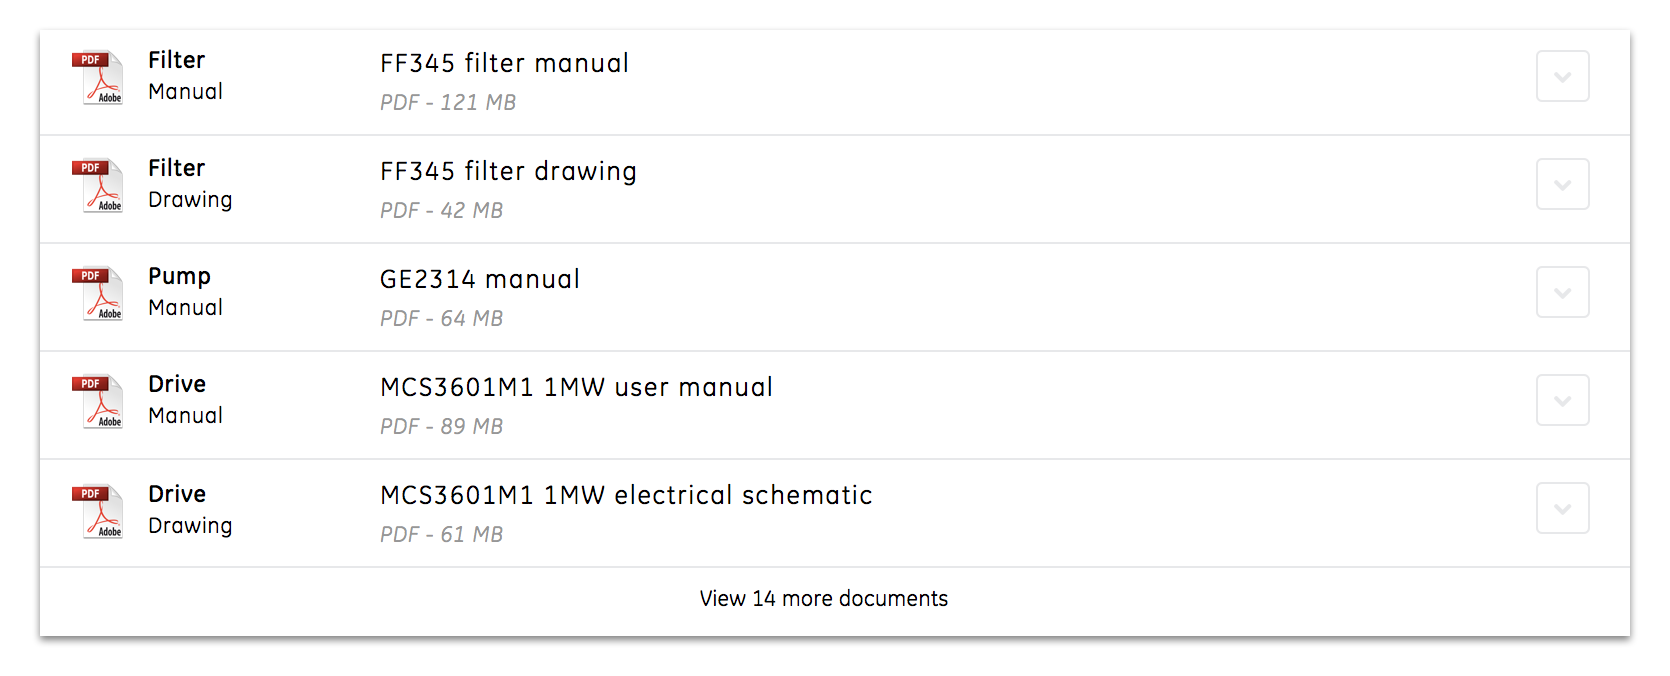 PDF
Adobe
Filter
Manual
FF345 filter manual
PDF - 121 MB
PDF
Adobe
Filter
Drawing
FF345 filter drawing
PDF - 42 MB
PDF
Adobe
Pump
Manual
GE2314 manual
PDF - 64 MB
PDF
Adobe
Drive
Manual
MCS3601M1 1MW user manual
PDF - 89 MB
PDF
Adobe
Drive
Drawing
MCS3601M1 1MW electrical schematic
PDF - 61 MB
View 14 more documents